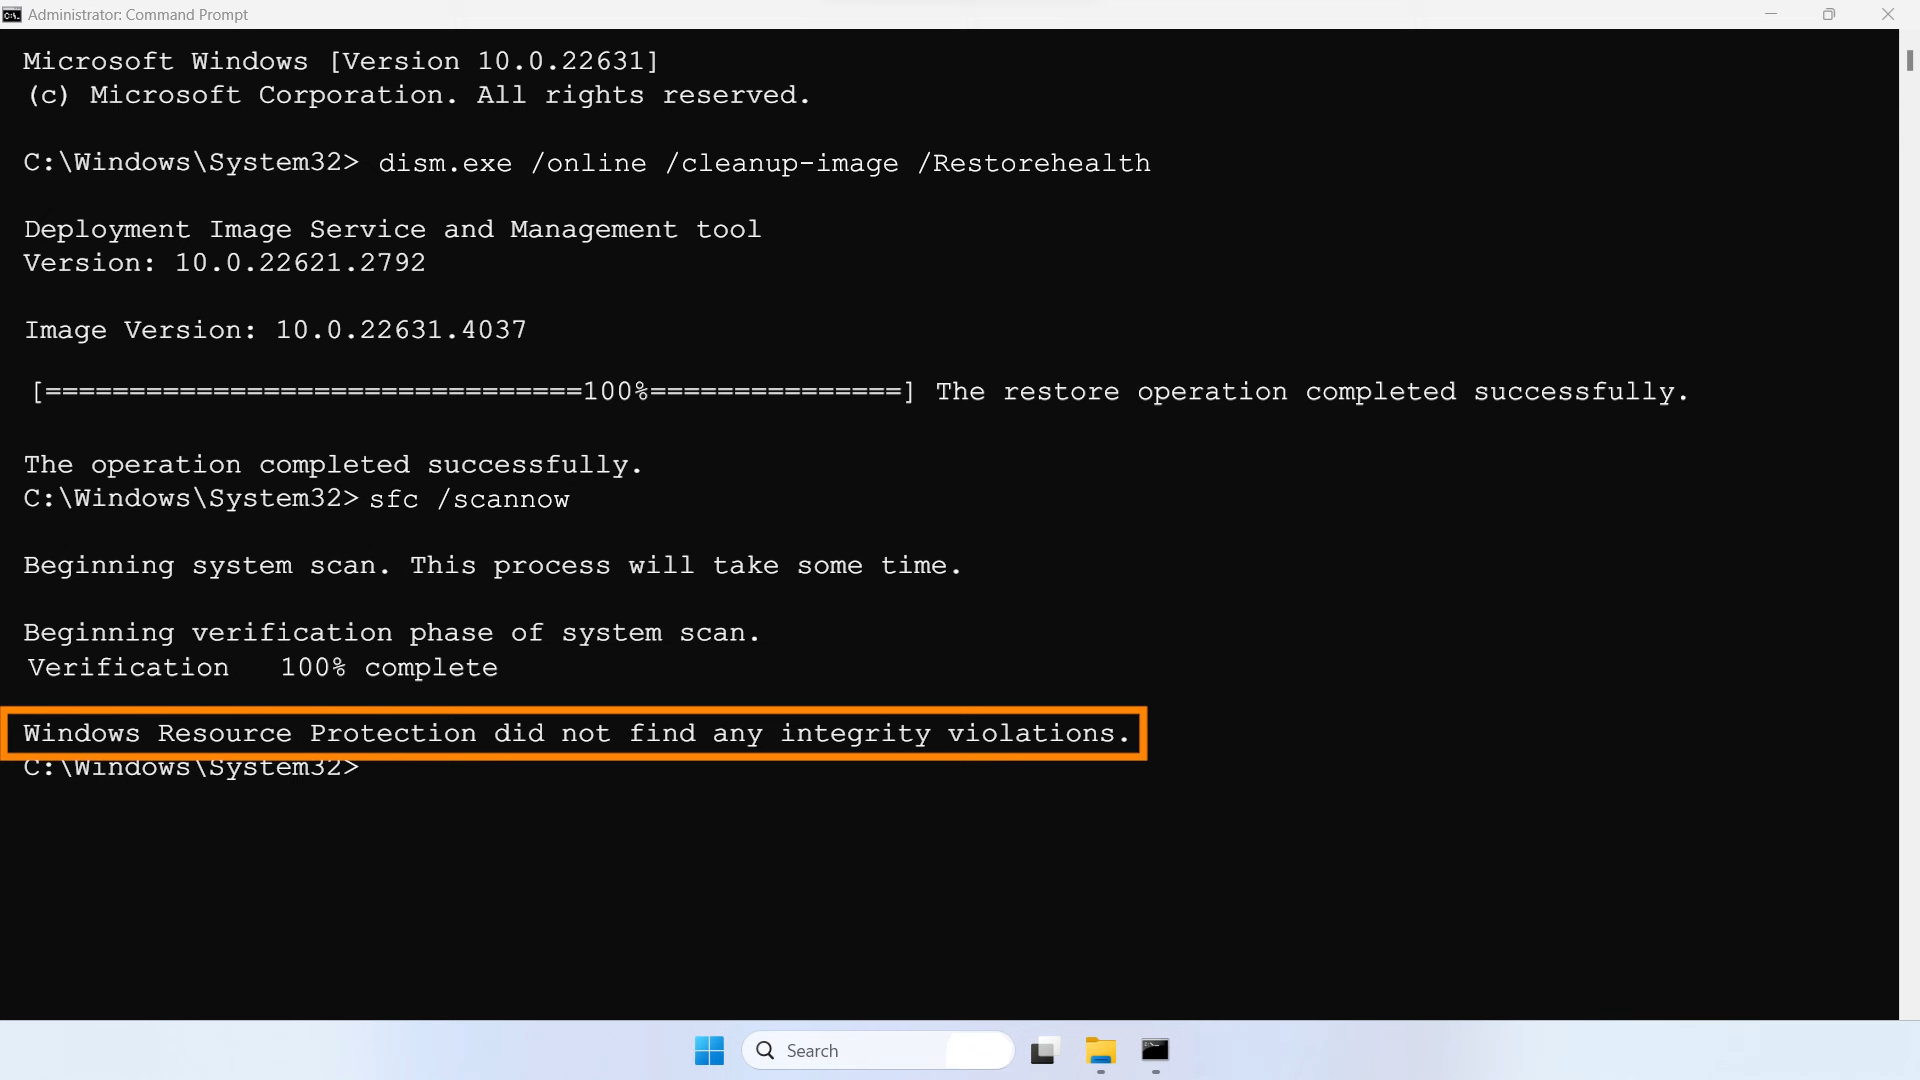 Administrator: Command Prompt
Microsoft Windows [Version 10.0.22631]
(c) Microsoft Corporation. All rights reserved.
C:\Windows\System32> dism.exe /online /cleanup-image /Restorehealth
Deployment Image Service and Management tool
Version: 10.0.22621.2792
Image Version: 10.0.22631.4037
[================================100%===============] The restore operation completed successfully.
The operation completed successfully.
C:\Windows\System32> sfc /scannow
Beginning system scan. This process will take some time.
Beginning verification phase of system scan.
Verification 100% complete
Windows Resource Protection did not find any integrity violations.
C:\Windows\System32>
Search